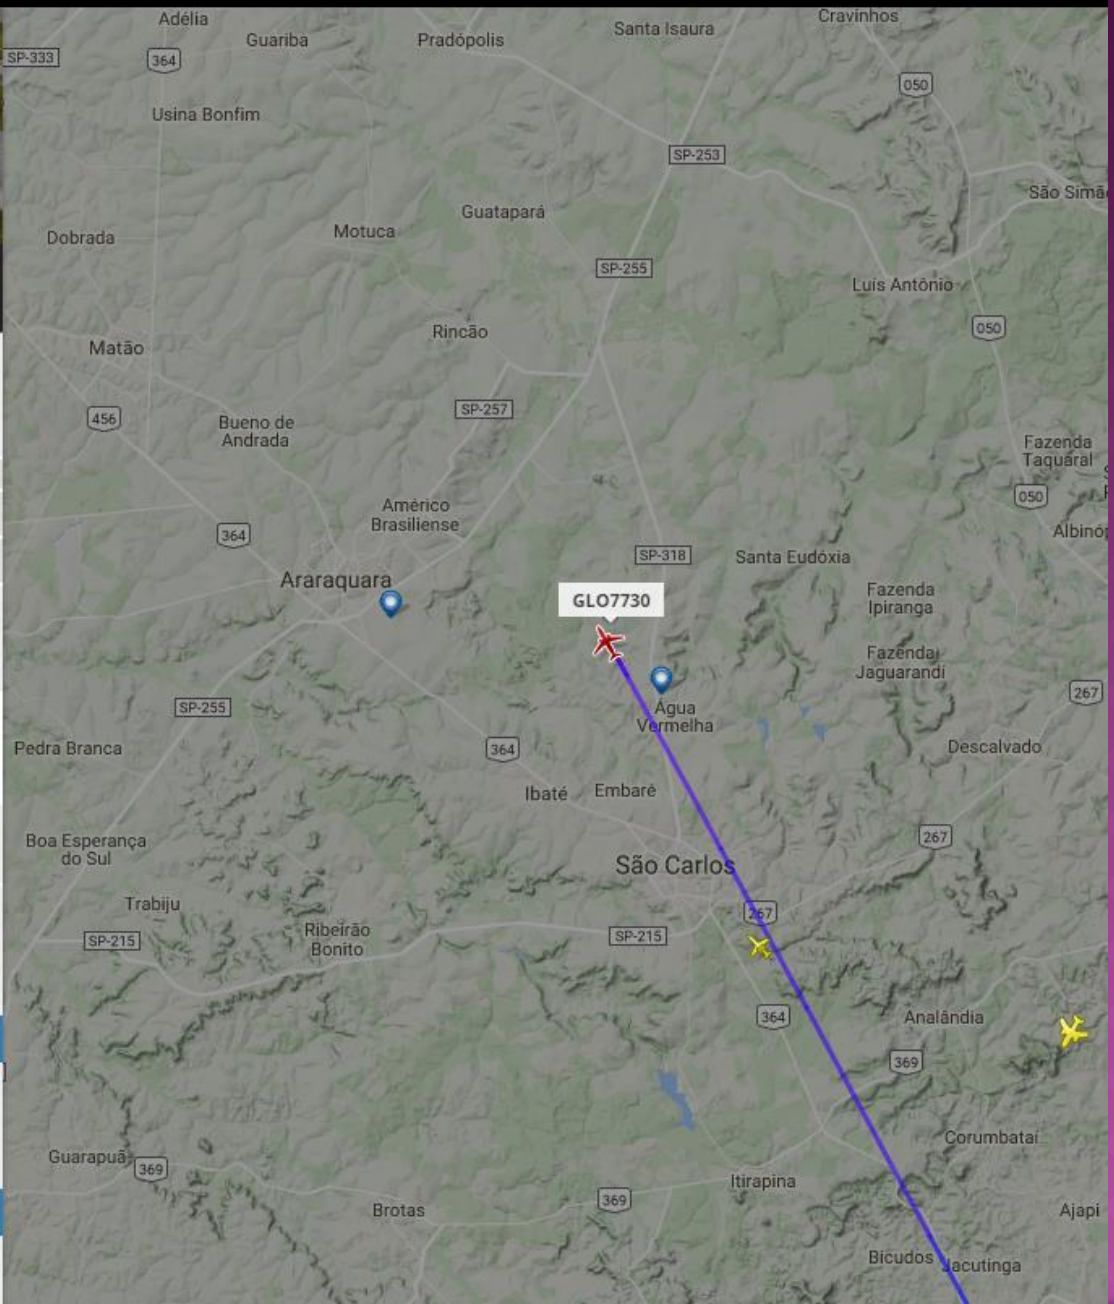 Adélia
Guariba
Pradópolis
Santa Isaura
Cravinhos
SP-333
364
050
Usina Bonfim
SP-253
São
Guatapará
Motuca
Dobrada
SP-255
Luís Antônio
050
Rincão
Matão
SP-257
456
Bueno de
Andrada
Fazenda
Taquaral
050
Américo
Brasiliense
364
SP-318
Santa Eudóxia
Araraquara
Fazenda
Ipiranga
GLO7730
Fazenda
Jaguarandi
267
SP-255
Água
Vermelha
Pedra Branca
364
Descalvado
Ibaté
Embaré
267
Boa Esperança
do Sul
São Carlos
Trabiju
267
Ribeirão
Bonito
SP-215
SP-215
364
Analândia
369
Corumbataí
Guarapuã
369
Itirapina
369
Brotas
Ajapi
Bicudos
Jacutinga